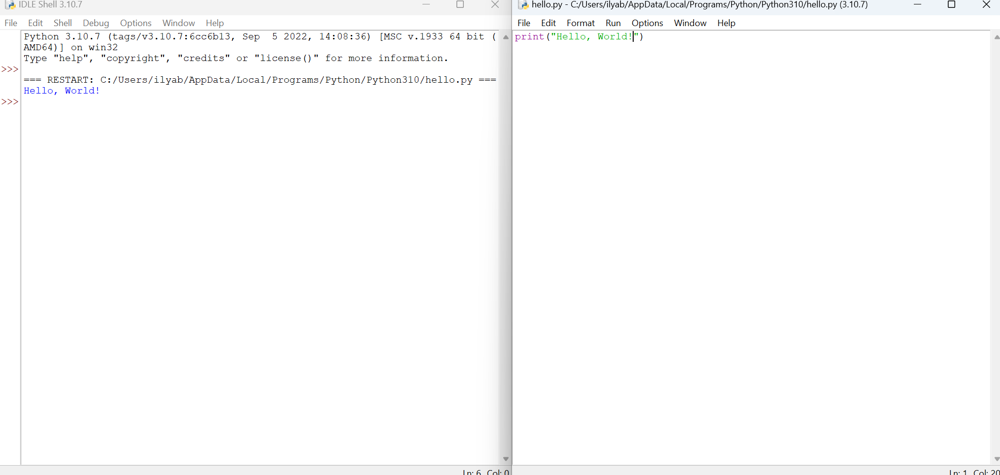 IDLE Shell 3.10.7
File Edit Shell Debug Options Window Help
Python 3.10.7 (tags/v3.10.7:6cc6b13, Sep  5 2022, 14:08:36) [MSC v.1933 64 bit (
AMD64)] on win32
Type "help", "copyright", "credits" or "license()" for more information.
>>>
=== RESTART: C:/Users/ilyab/AppData/Local/Programs/Python/Python310/hello.py ===
Hello, World!
>>>
Ln: 6 Col: 0
hello.py - C:/Users/ilyab/AppData/Local/Programs/Python/Python310/hello.py (3.10.7)
File Edit Format Run Options Window Help
print("Hello, World!")
Ln: 1 Col: 20